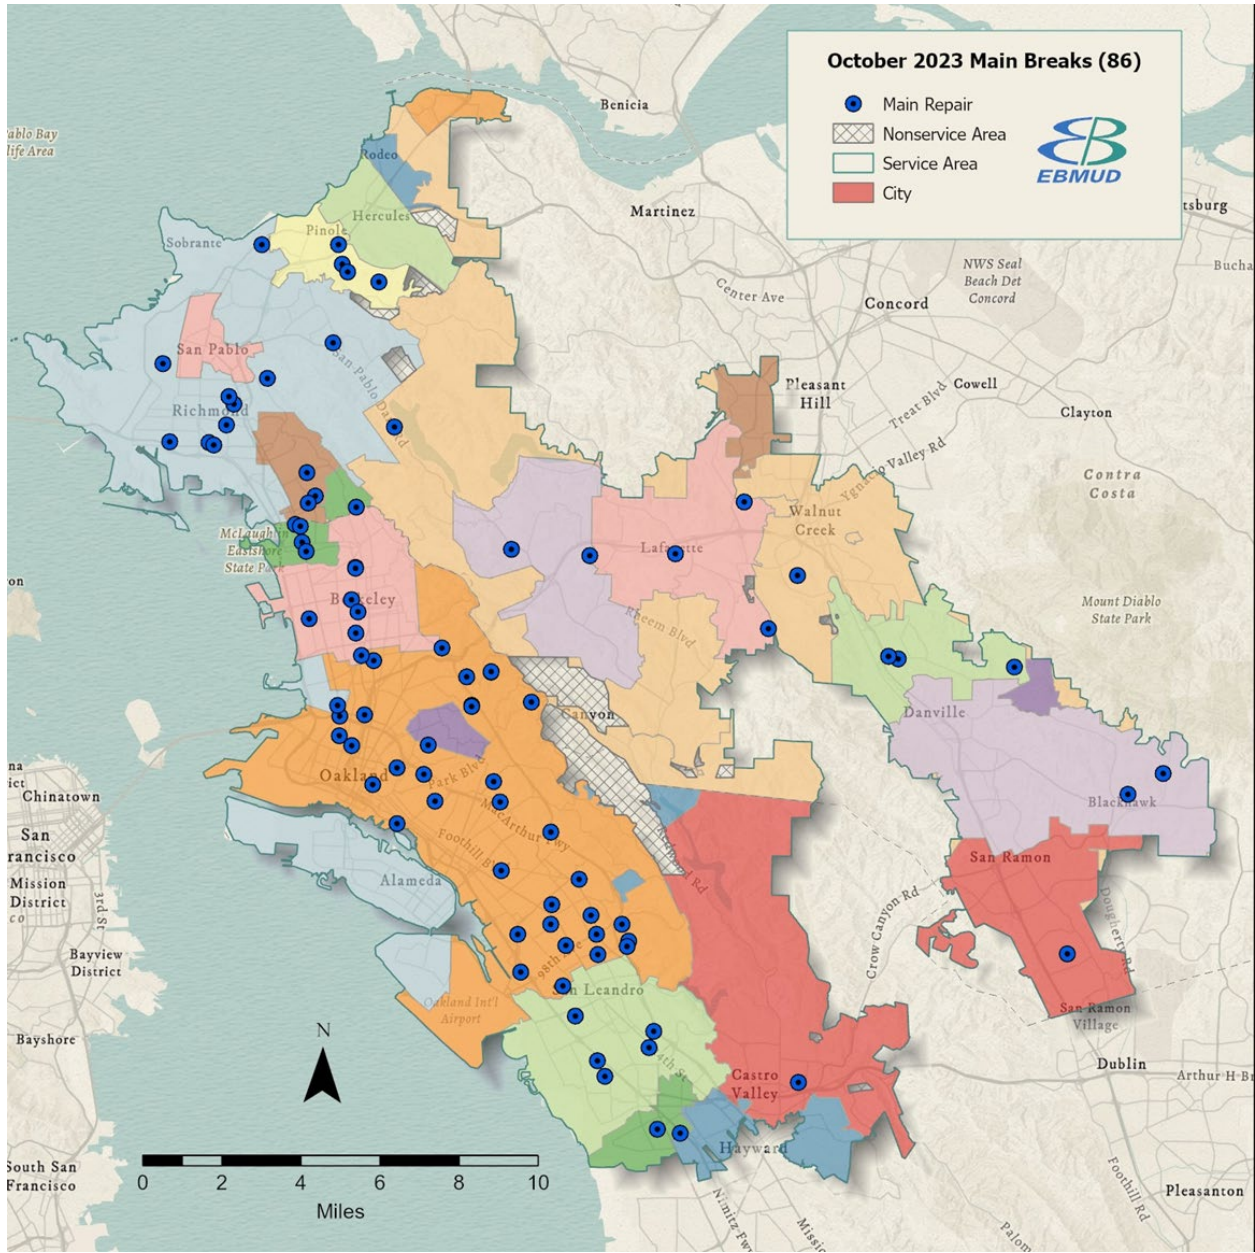 October 2023 Main Breaks (86)
Main Repair
Nonservice Area
Service Area
City
EBMUD
Benicia
Rodeo
Martinez
Hercules
Pinole
Sobrante
NWS Seal
Beach Det
Concord
Center Ave
Concord
San Pablo
San Pablo Dam Rd
Richmond
Pleasant
Hill
Cowell
Treat Blvd
Clayton
Ygnacio Valley Rd
Contra
Costa
Walnut
Creek
Eastshore
State Park
Lafayette
Berkeley
Rheem Blvd
Mount Diablo
State Park
Canyon
Danville
Oakland
Park Blvd
Chinatown
San
Mission
District
3rd St
MacArthur Fwy
Foothill
Blackhawk
Alameda
Redwood Rd
San Ramon
Crow Canyon Rd
Dougherty Rd
Bayview
District
98th
San Leandro
Oakland Int'l
Airport
San Ramon
Village
N
Bayshore
Dublin
Castro
Valley
Hayward
South San
Francisco
0 2 4 6 8 10
Miles
Foothill Rd
Pleasanton